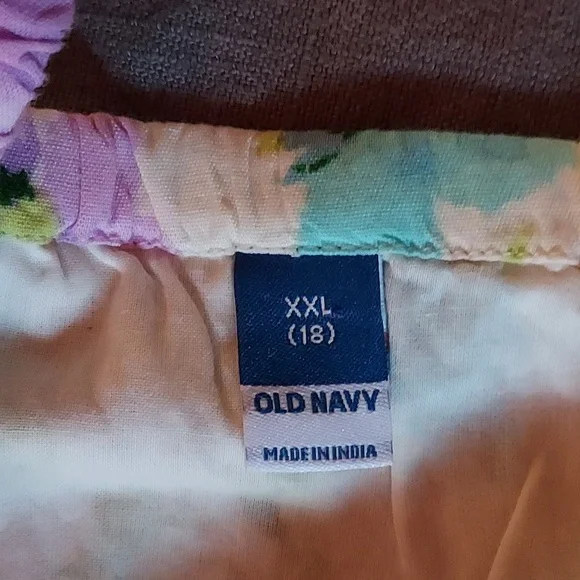 XXL
(18)
OLD NAVY
MADE IN INDIA